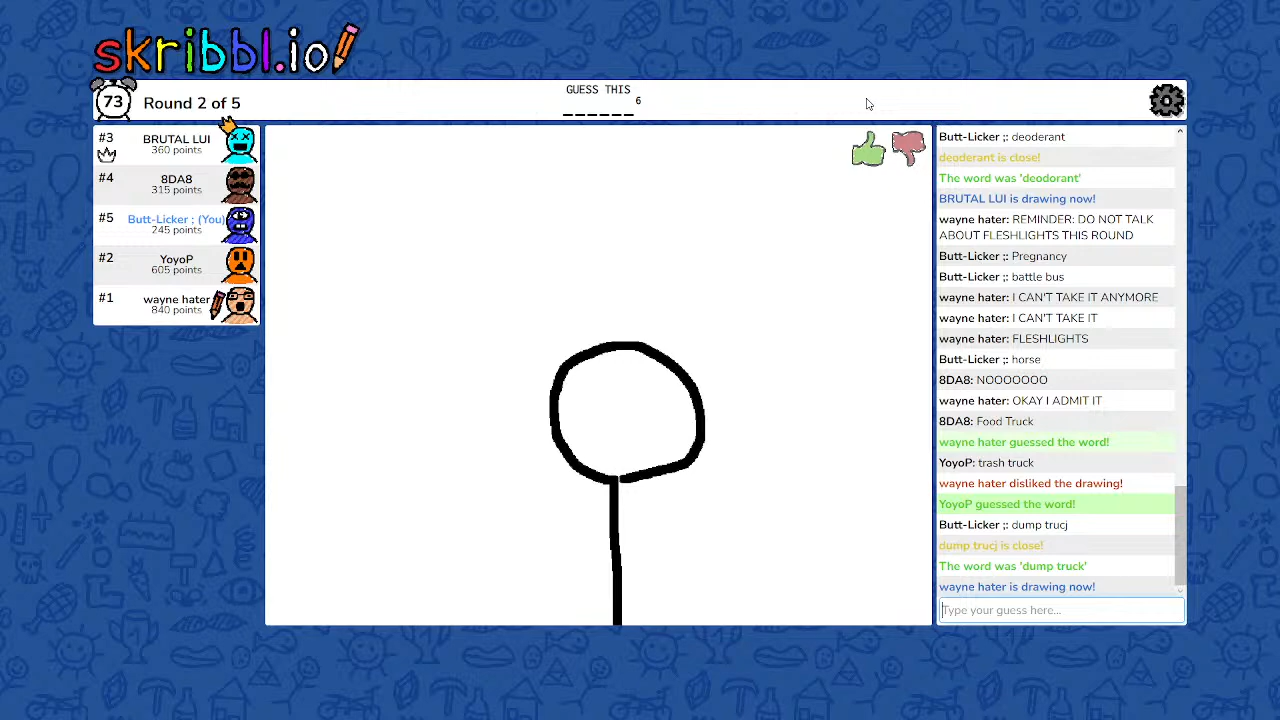 skribbl.io
73
Round 2 of 5
GUESS THIS
______ 6
#3 BRUTAL LUI
360 points
#4 8DA8
315 points
#5 Butt-Licker ; (You)
245 points
#2 YoyoP
605 points
#1 wayne hater
840 points
Butt-Licker ;: deoderant
deoderant is close!
The word was 'deodorant'
BRUTAL LUI is drawing now!
wayne hater: REMINDER: DO NOT TALK
ABOUT FLESHLIGHTS THIS ROUND
Butt-Licker ;: Pregnancy
Butt-Licker ;: battle bus
wayne hater: I CAN'T TAKE IT ANYMORE
wayne hater: I CAN'T TAKE IT
wayne hater: FLESHLIGHTS
Butt-Licker ;: horse
8DA8: NOOOOOOO
wayne hater: OKAY I ADMIT IT
8DA8: Food Truck
wayne hater guessed the word!
YoyoP: trash truck
wayne hater disliked the drawing!
YoyoP guessed the word!
Butt-Licker ;: dump trucj
dump trucj is close!
The word was 'dump truck'
wayne hater is drawing now!
Type your guess here...